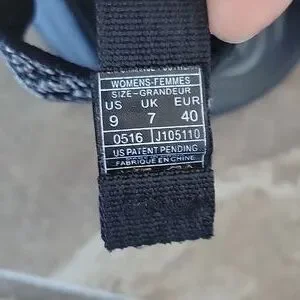 WOMENS-FEMMES
SIZE-GRANDEUR
US UK EUR
9 7 40
0516 J105110
US PATENT PENDING
FABRIQUE EN CHINE